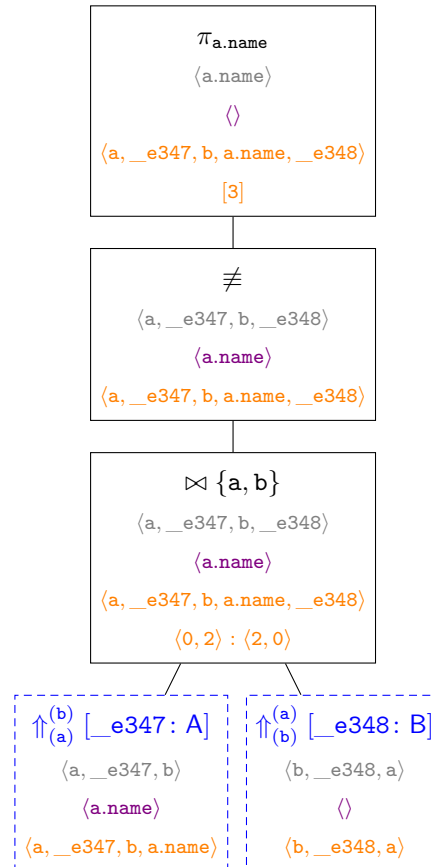 π a.name
⟨a.name⟩
⟨⟩
⟨a, __e347, b, a.name, __e348⟩
[3]
≢
⟨a, __e347, b, __e348⟩
⟨a.name⟩
⟨a, __e347, b, a.name, __e348⟩
⋈ {a, b}
⟨a, __e347, b, __e348⟩
⟨a.name⟩
⟨a, __e347, b, a.name, __e348⟩
⟨0, 2⟩ : ⟨2, 0⟩
⇑ (b) (a) [__e347: A]
⟨a, __e347, b⟩
⟨a.name⟩
⟨a, __e347, b, a.name⟩
⇑ (a) (b) [__e348: B]
⟨b, __e348, a⟩
⟨⟩
⟨b, __e348, a⟩